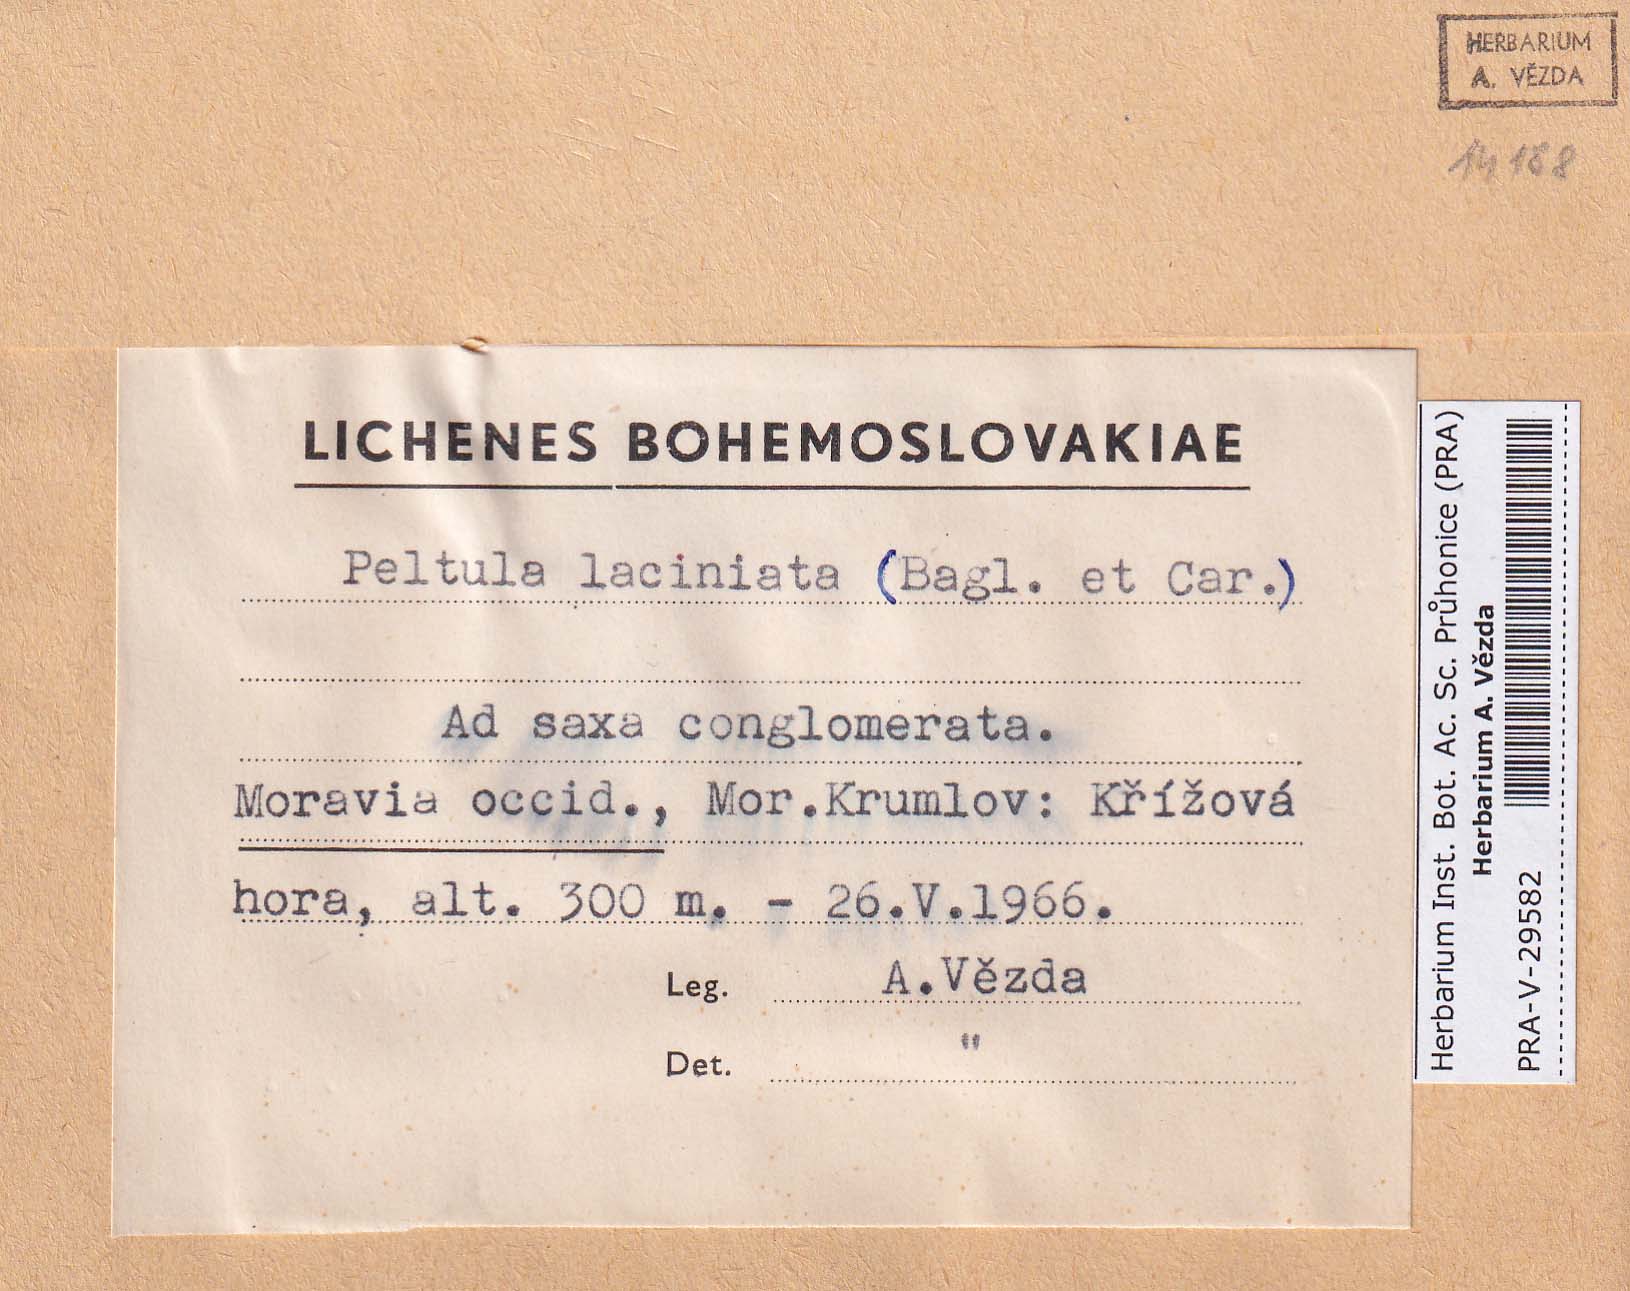 HERBARIUM
A. VĚZDA
14188
LICHENES BOHEMOSLOVAKIAE
Peltula laciniata (Bagl. et Car.)
Ad saxa conglomerata.
Moravia occid., Mor.Krumlov: Křížová
hora, alt. 300 m. - 26.V.1966.
Leg. A.Vězda
Det. "
Herbarium Inst. Bot. Ac. Sc. Průhonice (PRA)
Herbarium A. Vězda
PRA-V-29582